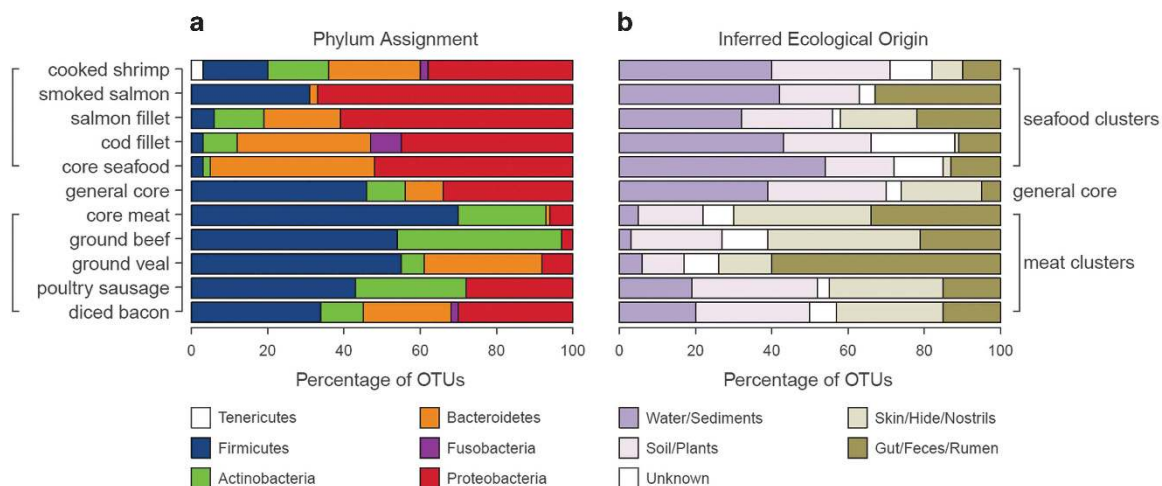 a
b
Phylum Assignment
Inferred Ecological Origin
cooked shrimp
smoked salmon
salmon fillet
cod fillet
core seafood
general core
core meat
ground beef
ground veal
poultry sausage
diced bacon
seafood clusters
general core
meat clusters
0 20 40 60 80 100
0 20 40 60 80 100
Percentage of OTUs
Percentage of OTUs
Tenericutes
Firmicutes
Actinobacteria
Bacteroidetes
Fusobacteria
Proteobacteria
Water/Sediments
Soil/Plants
Unknown
Skin/Hide/Nostrils
Gut/Feces/Rumen